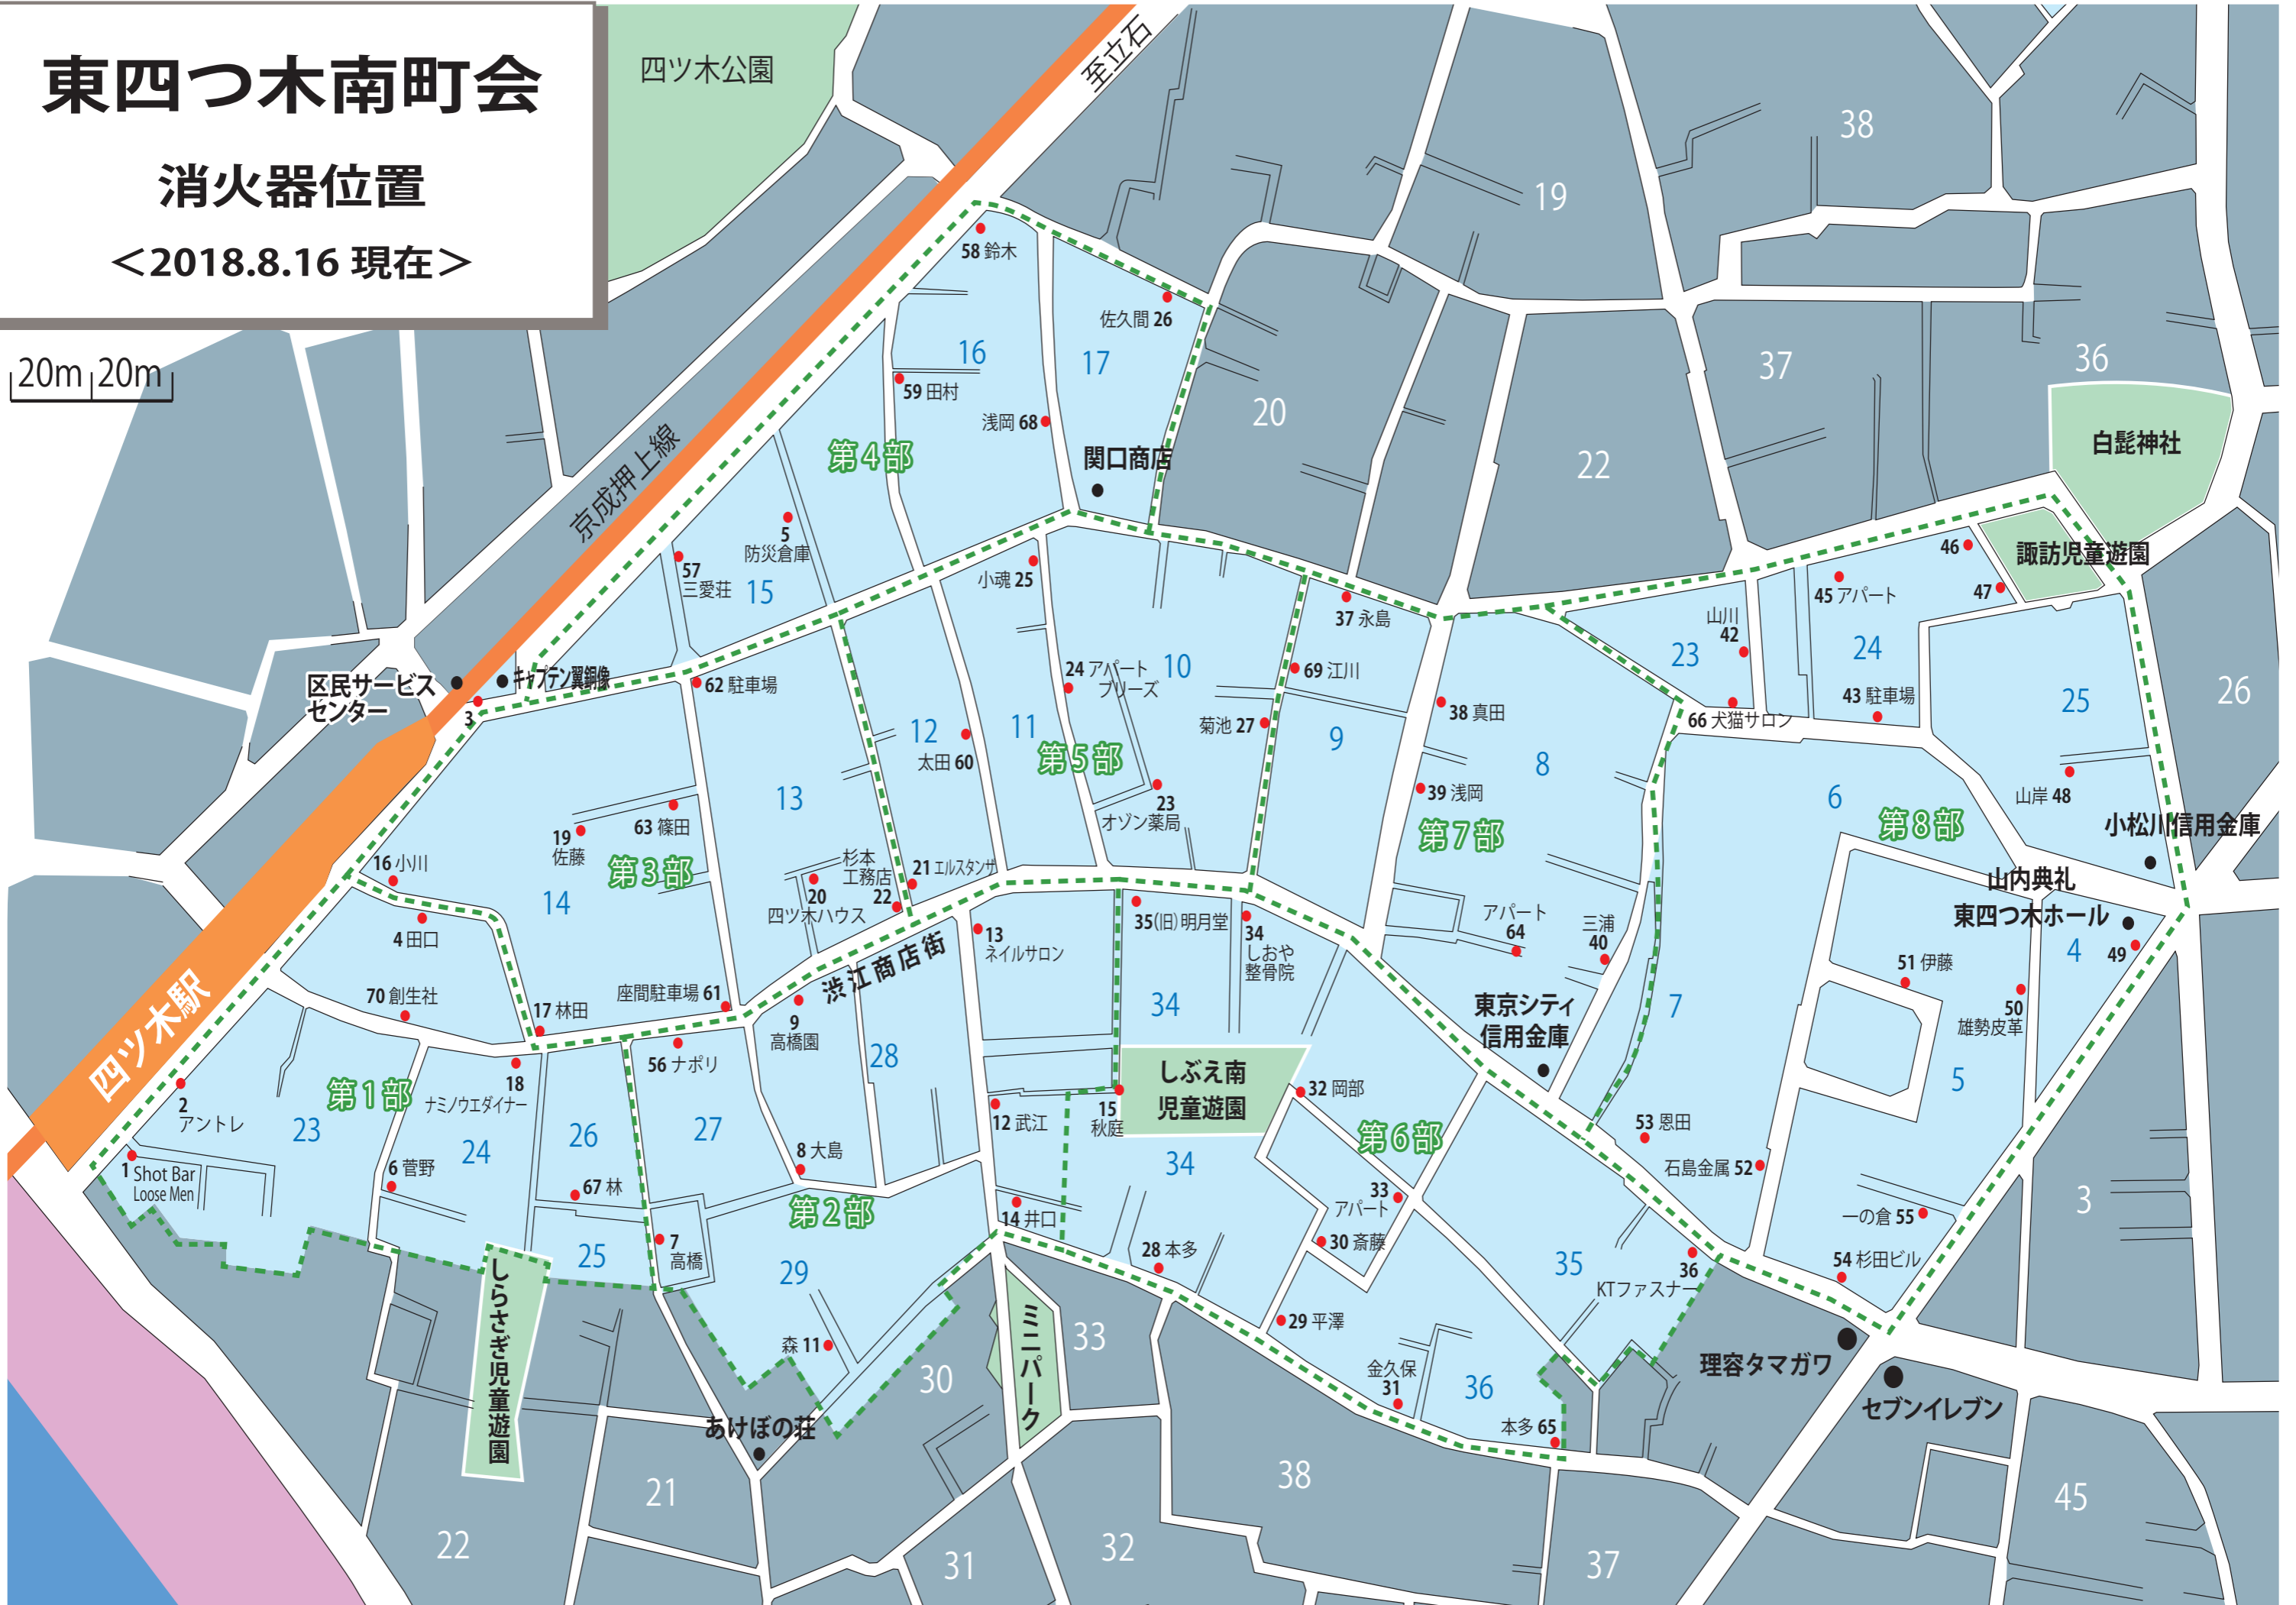 東四つ木南町会
消火器位置
＜2018.8.16 現在＞
20m 20m
四ツ木公園
至立石
京成押上線
四ツ木駅
区民サービス
センター
キャプテン翼銅像
3
38
19
20
22
37
36
白髭神社
諏訪児童遊園
26
58 鈴木
佐久間 26
16
17
59 田村
浅岡 68
第4部
関口商店
5
防災倉庫
57
三愛荘
15
62 駐車場
小魂 25
24 アパート
ブリーズ
10
37 永島
69 江川
菊池 27
9
12
太田 60
11
第5部
23
オゾン薬局
13
14
19
佐藤
63 篠田
第3部
杉本
工務店
22
20
四ツ木ハウス
21 エルスタンザ
16 小川
4 田口
70 創生社
17 林田
座間駐車場 61
渋江商店街
38 真田
8
39 浅岡
第7部
アパート
64
三浦
40
東京シティ
信用金庫
山川
42
23
66 犬猫サロン
45 アパート
46
47
24
43 駐車場
25
山岸 48
小松川信用金庫
6
第8部
山内典礼
東四つ木ホール
4
49
51 伊藤
50
雄勢皮革
7
5
53 恩田
石島金属 52
一の倉 55
54 杉田ビル
3
2
アントレ
1
Shot Bar
Loose Men
第1部
23
6 菅野
24
18
ナミノウエダイナー
26
67 林
25
56 ナポリ
27
9
高橋園
28
8 大島
第2部
7
高橋
29
森 11
しらさぎ児童遊園
あけぼの荘
13
ネイルサロン
12 武江
14 井口
15
秋庭
35(旧)明月堂
34
しおや
整骨院
34
しぶえ南
児童遊園
34
32 岡部
第6部
33
アパート
30 斎藤
28 本多
29 平澤
金久保
31
36
本多 65
35
36
KTファスナー
理容タマガワ
セブンイレブン
ミニパーク
33
30
21
22
31
32
38
37
45